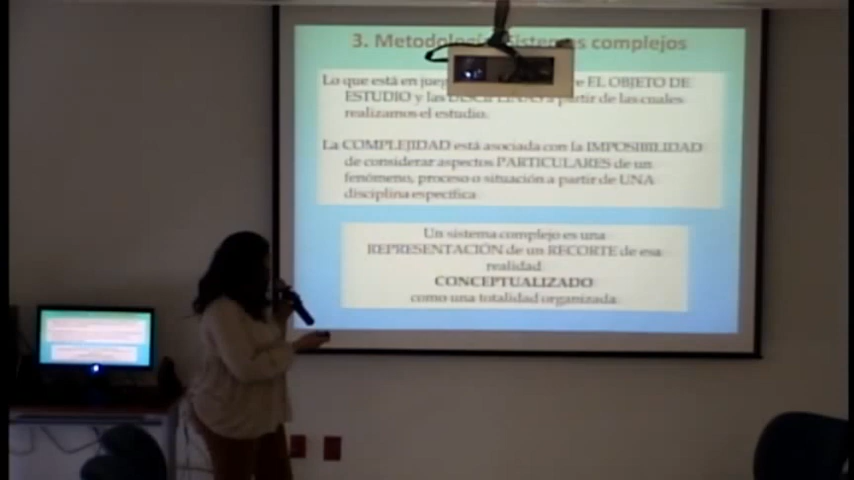 3. Metodología Sistemas complejos
Lo que está en jueg e EL OBJETO DE
ESTUDIO y las DISCIPLINAS a partir de las cuales
realizamos el estudio.
La COMPLEJIDAD está asociada con la IMPOSIBILIDAD
de considerar aspectos PARTICULARES de un
fenómeno, proceso o situación a partir de UNA
disciplina específica
Un sistema complejo es una
REPRESENTACIÓN de un RECORTE de esa
realidad
CONCEPTUALIZADO
como una totalidad organizada